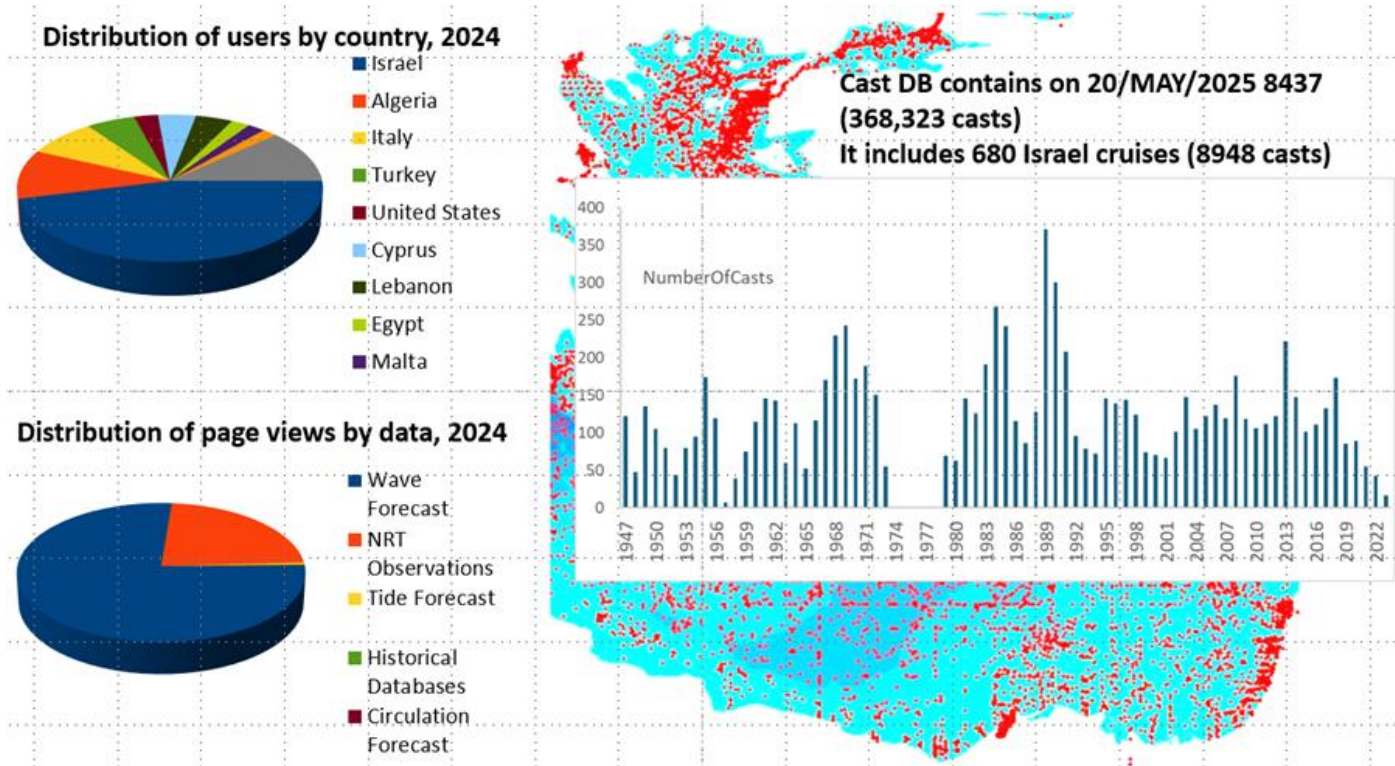 Distribution of users by country, 2024
Israel
Algeria
Italy
Turkey
United States
Cyprus
Lebanon
Egypt
Malta
Distribution of page views by data, 2024
Wave
Forecast
NRT
Observations
Tide Forecast
Historical
Databases
Circulation
Forecast
Cast DB contains on 20/MAY/2025 8437
(368,323 casts)
It includes 680 Israel cruises (8948 casts)
NumberOfCasts
400
350
300
250
200
150
100
50
0
1947
1950
1953
1956
1959
1962
1965
1968
1971
1974
1977
1980
1983
1986
1989
1992
1995
1998
2001
2004
2007
2010
2013
2016
2019
2022